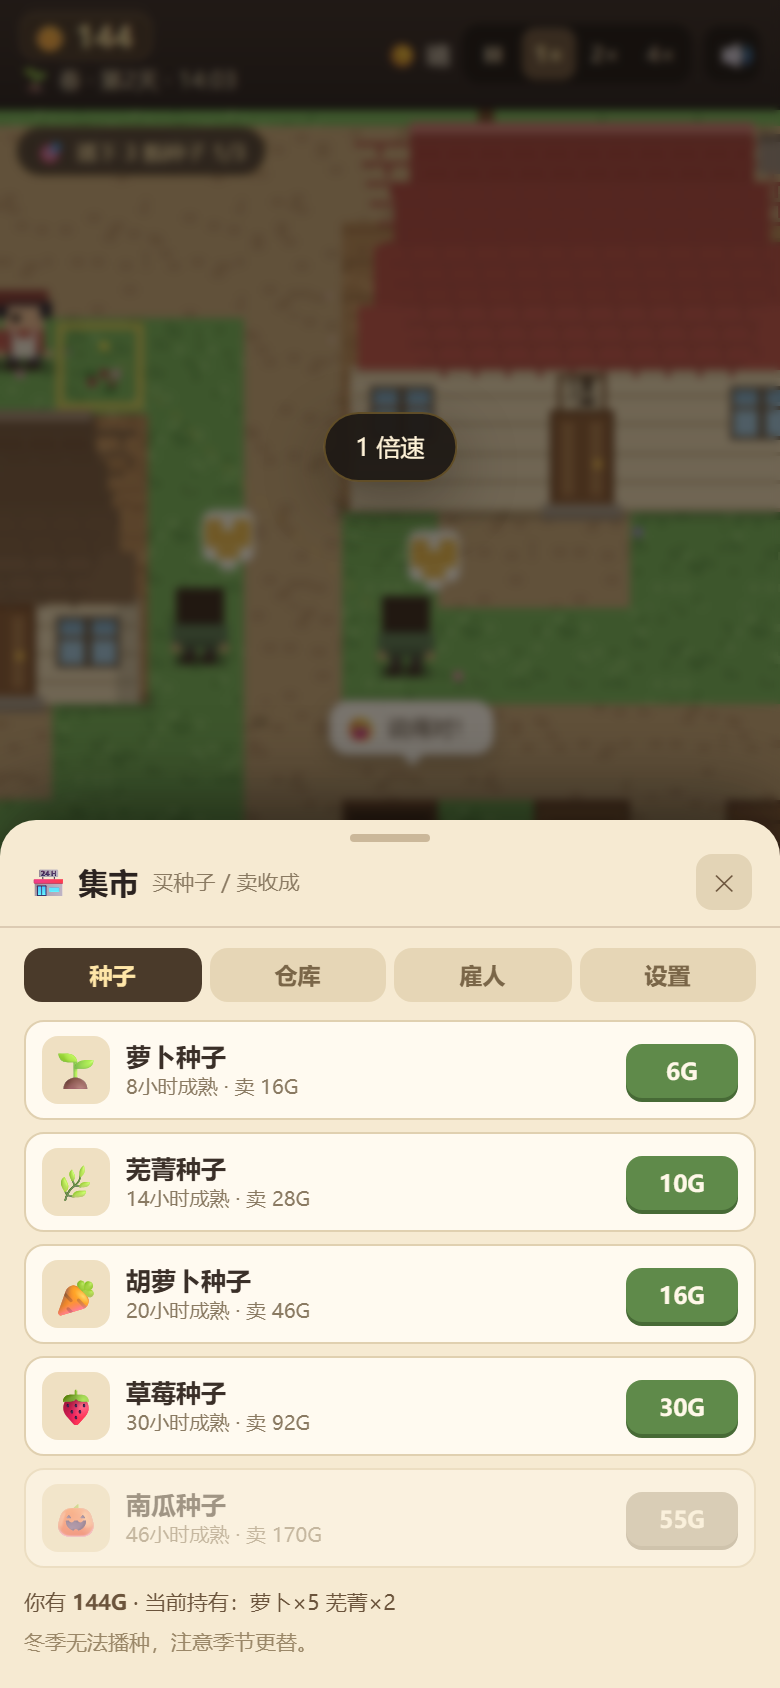 144
1 倍速
24H
集市 买种子 / 卖收成
种子 仓库 雇人 设置
萝卜种子
8小时成熟 · 卖 16G
6G
芜菁种子
14小时成熟 · 卖 28G
10G
胡萝卜种子
20小时成熟 · 卖 46G
16G
草莓种子
30小时成熟 · 卖 92G
30G
南瓜种子
46小时成熟 · 卖 170G
55G
你有 144G · 当前持有：萝卜×5 芜菁×2
冬季无法播种，注意季节更替。